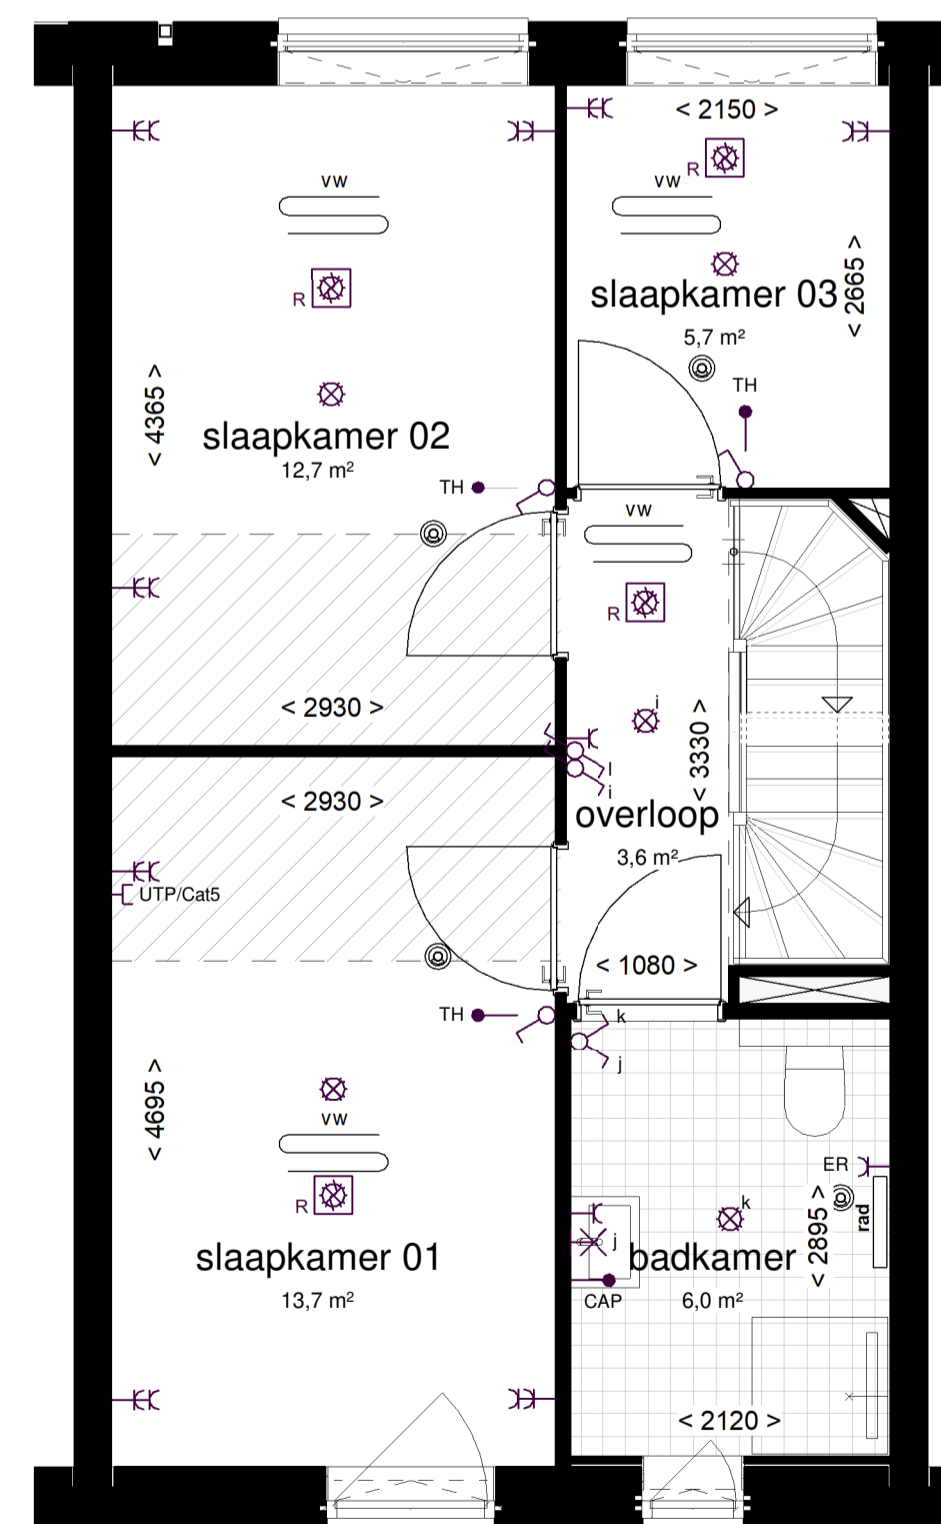 < 2150 >
R
vw
vw
< 2665 >
slaapkamer 03
5,7 m²
R
TH
< 4365 >
slaapkamer 02
12,7 m²
TH
vw
R
< 2930 >
i
< 3330 >
l
i
< 2930 >
overloop
3,6 m²
UTP/Cat5
< 1080 >
TH
k
j
< 4695 >
vw
ER
R
k
< 2895 >
rad
j
slaapkamer 01
badkamer
13,7 m²
CAP
6,0 m²
< 2120 >